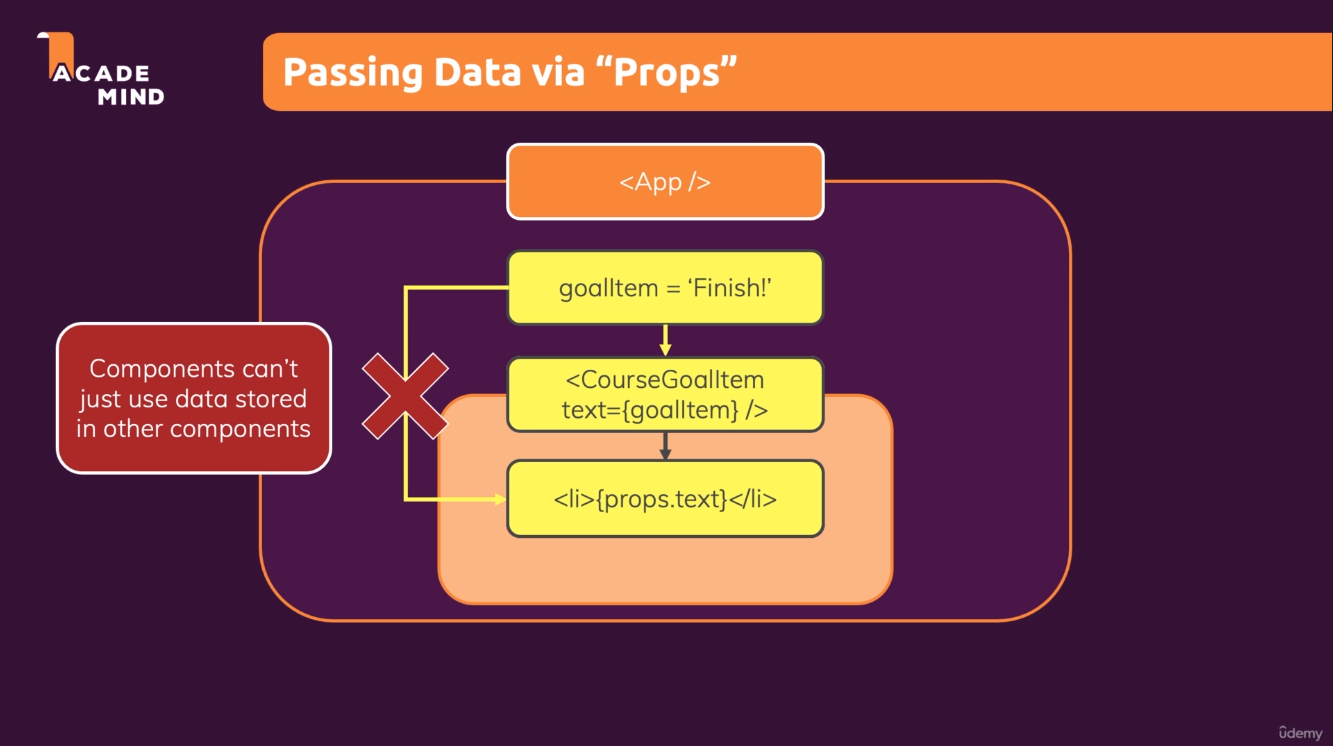 ACADE
MIND
Passing Data via “Props”
<App />
goalItem = ‘Finish!’
Components can’t
just use data stored
in other components
<CourseGoalItem
text={goalItem} />
<li>{props.text}</li>
ûdemy